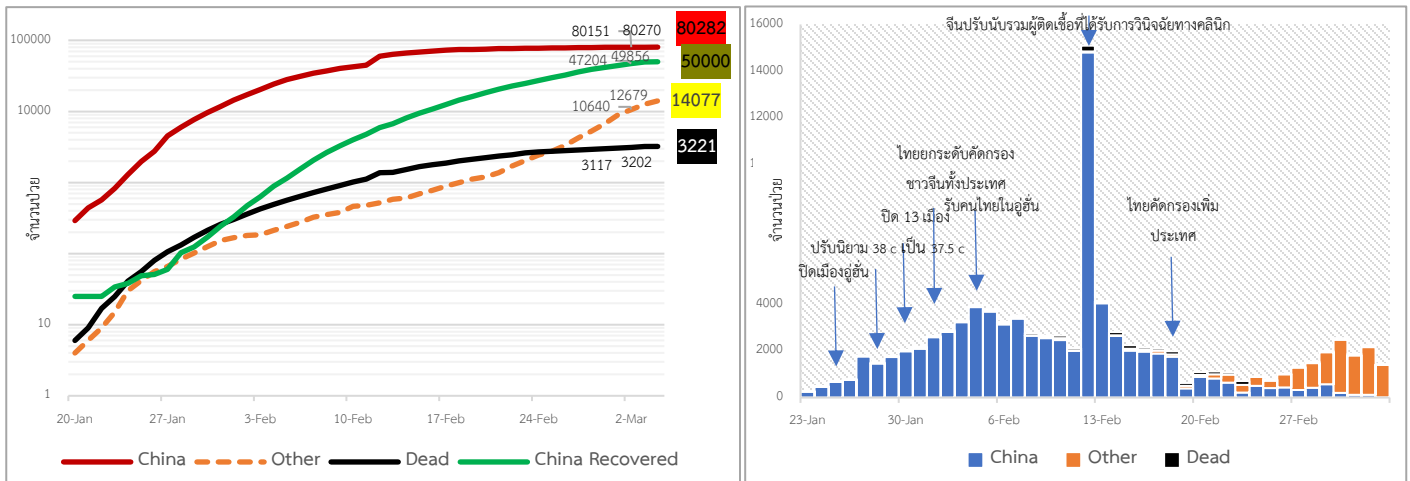 100000
10000
10
1
จำนวนป่วย
80151
80270
80282
47204
49856
50000
12679
10640
14077
3117
3202
3221
20-Jan
27-Jan
3-Feb
10-Feb
17-Feb
24-Feb
2-Mar
China
Other
Dead
China Recovered
16000
14000
12000
1
4000
2000
0
จำนวนป่วย
จีนปรับนับรวมผู้ติดเชื้อที่ได้รับการวินิจฉัยทางคลินิก
ไทยยกระดับคัดกรอง
ชาวจีนทั้งประเทศ
รับคนไทยในอู่ฮั่น
ปิด 13 เมือง
ปรับนิยาม 38 c เป็น 37.5 c
ปิดเมืองอู่ฮั่น
ไทยคัดกรองเพิ่ม
ประเทศ
23-Jan
30-Jan
6-Feb
13-Feb
20-Feb
27-Feb
China
Other
Dead